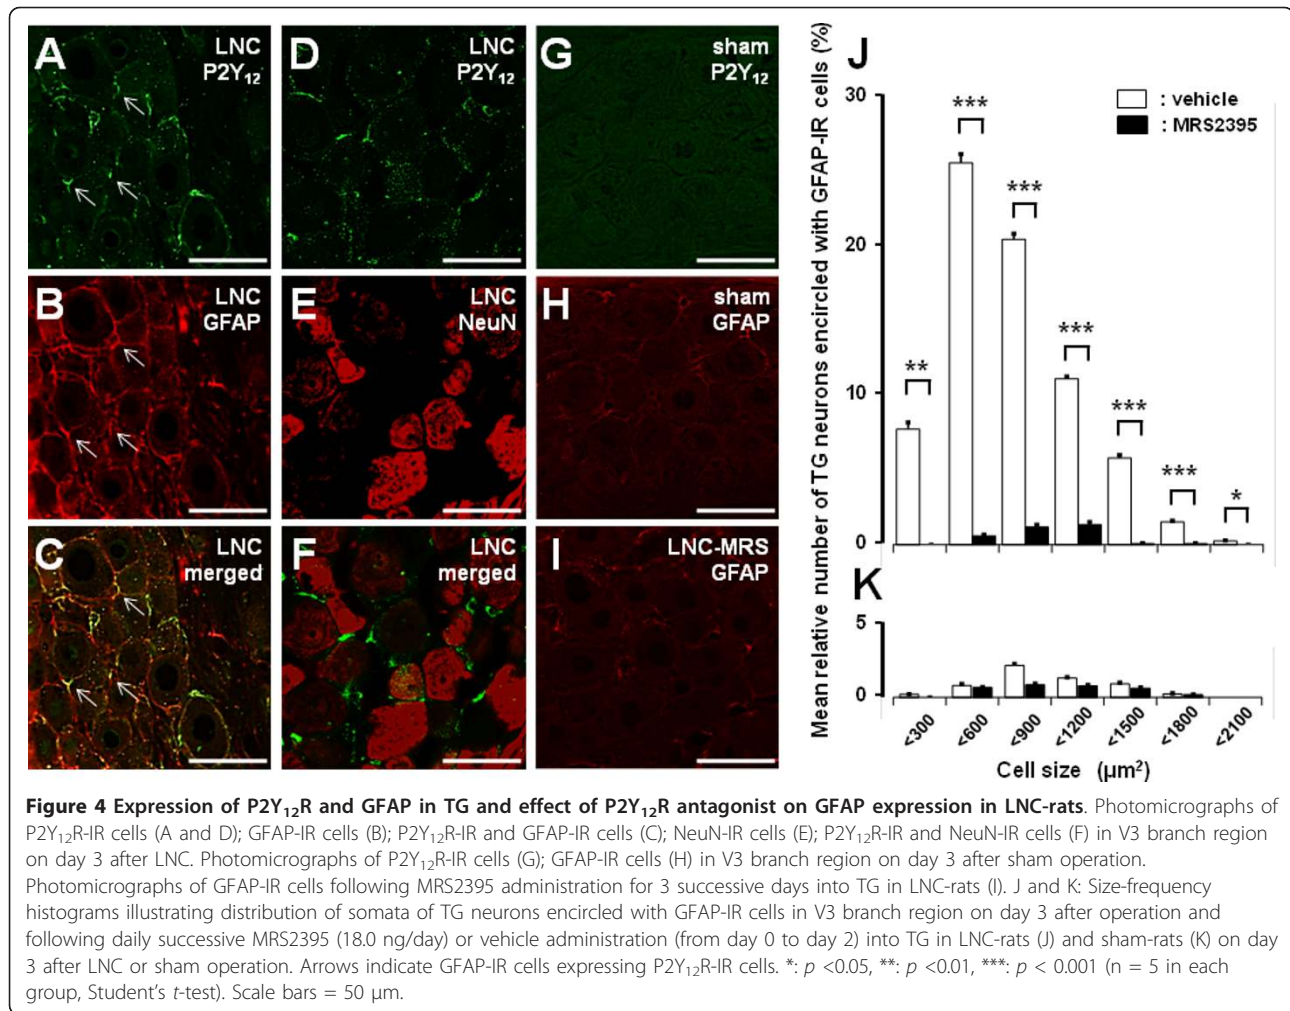 A
LNC
P2Y₁₂
D
LNC
P2Y₁₂
G
sham
P2Y₁₂
B
LNC
GFAP
E
LNC
NeuN
H
sham
GFAP
C
LNC
merged
F
LNC
merged
I
LNC-MRS
GFAP
J
Mean relative number of TG neurons encircled with GFAP-IR cells (%)
30
20
10
0
: vehicle
: MRS2395
**
***
***
***
***
***
*
K
5
0
<300
<600
<900
<1200
<1500
<1800
<2100
Cell size (μm²)
Figure 4 Expression of P2Y₁₂R and GFAP in TG and effect of P2Y₁₂R antagonist on GFAP expression in LNC-rats. Photomicrographs of
P2Y₁₂R-IR cells (A and D); GFAP-IR cells (B); P2Y₁₂R-IR and GFAP-IR cells (C); NeuN-IR cells (E); P2Y₁₂R-IR and NeuN-IR cells (F) in V3 branch region
on day 3 after LNC. Photomicrographs of P2Y₁₂R-IR cells (G); GFAP-IR cells (H) in V3 branch region on day 3 after sham operation.
Photomicrographs of GFAP-IR cells following MRS2395 administration for 3 successive days into TG in LNC-rats (I). J and K: Size-frequency
histograms illustrating distribution of somata of TG neurons encircled with GFAP-IR cells in V3 branch region on day 3 after operation and
following daily successive MRS2395 (18.0 ng/day) or vehicle administration (from day 0 to day 2) into TG in LNC-rats (J) and sham-rats (K) on day
3 after LNC or sham operation. Arrows indicate GFAP-IR cells expressing P2Y₁₂R-IR cells. *: p <0.05, **: p <0.01, ***: p < 0.001 (n = 5 in each
group, Student's t-test). Scale bars = 50 μm.